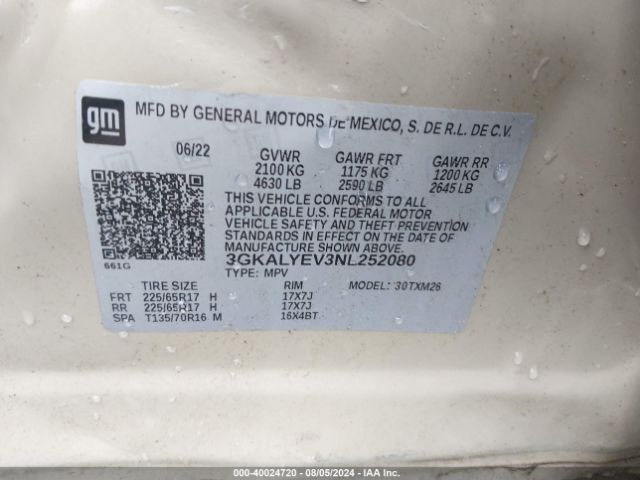 gm
MFD BY GENERAL MOTORS DE MEXICO, S. DE R.L. DE C.V.
06/22 GVWR GAWR FRT GAWR RR
2100 KG 1175 KG 1200 KG
4630 LB 2590 LB 2645 LB
THIS VEHICLE CONFORMS TO ALL
APPLICABLE U.S. FEDERAL MOTOR
VEHICLE SAFETY AND THEFT PREVENTION
STANDARDS IN EFFECT ON THE DATE OF
MANUFACTURE SHOWN ABOVE.
3GKALYEV3NL252080
661G TYPE: MPV MODEL: 30TXM26
TIRE SIZE RIM
FRT 225/65R17 H 17X7J
RR 225/65R17 H 17X7J
SPA T135/70R16 M 16X4BT
000-40024720 — 08/05/2024 — IAA Inc.